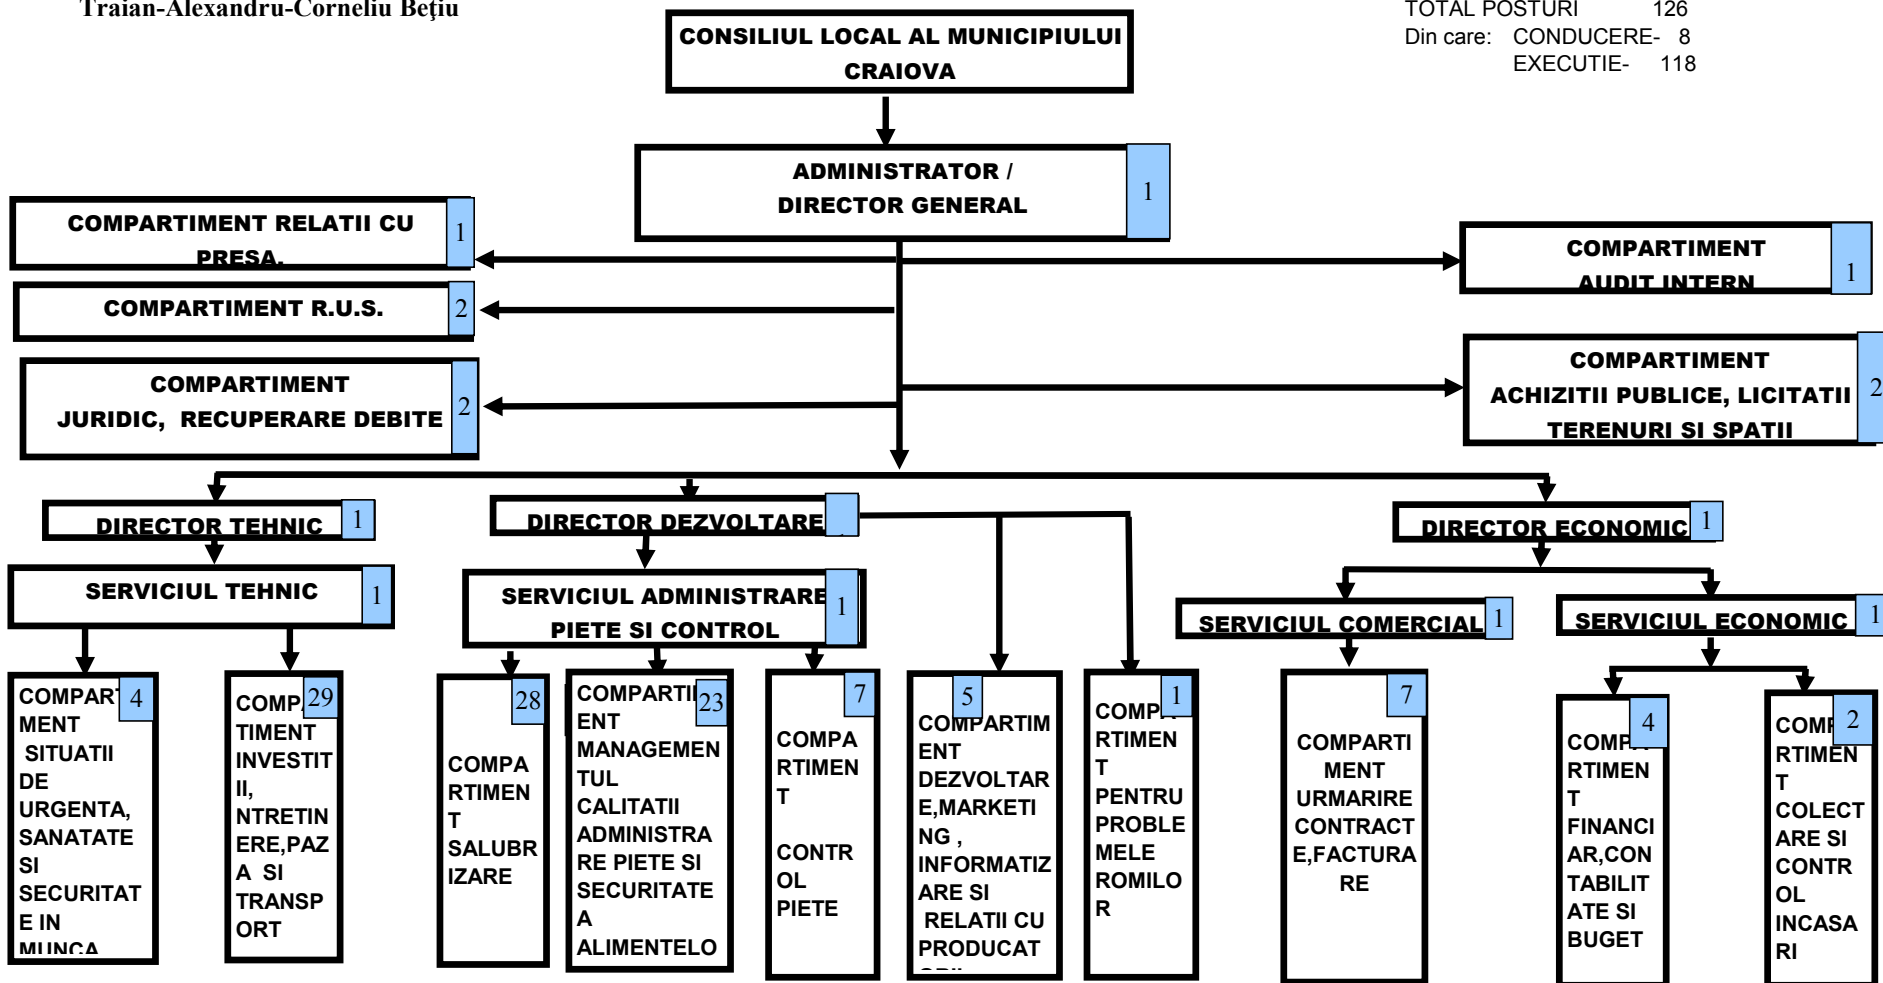 Traian-Alexandru-Corneliu Beţiu
TOTAL POSTURI 126
Din care: CONDUCERE- 8
EXECUTIE- 118
CONSILIUL LOCAL AL MUNICIPIULUI
CRAIOVA
ADMINISTRATOR /
DIRECTOR GENERAL
1
COMPARTIMENT RELATII CU
PRESA.
1
COMPARTIMENT
AUDIT INTERN
1
COMPARTIMENT R.U.S.
2
COMPARTIMENT
JURIDIC, RECUPERARE DEBITE
2
COMPARTIMENT
ACHIZITII PUBLICE, LICITATII
TERENURI SI SPATII
2
DIRECTOR TEHNIC
1
DIRECTOR DEZVOLTARE
DIRECTOR ECONOMIC
1
SERVICIUL TEHNIC
1
SERVICIUL ADMINISTRARE
PIETE SI CONTROL
1
SERVICIUL COMERCIAL
1
SERVICIUL ECONOMIC
1
4
COMPARTI
MENT
SITUATII
DE
URGENTA,
SANATATE
SI
SECURITAT
E IN
MUNCA
29
COMPA
TIMENT
INVESTIT
II,
NTRETIN
ERE,PAZ
A SI
TRANSP
ORT
28
COMPA
RTIMEN
T
SALUBR
IZARE
23
COMPARTIM
ENT
MANAGEMEN
TUL
CALITATII
ADMINISTRA
RE PIETE SI
SECURITATE
A
ALIMENTELO
7
COMPA
RTIMEN
T
CONTR
OL
PIETE
5
COMPARTIM
ENT
DEZVOLTAR
E,MARKETI
NG ,
INFORMATIZ
ARE SI
RELATII CU
PRODUCAT
1
COMPA
RTIMEN
T
PENTRU
PROBLE
MELE
ROMILO
R
7
COMPARTI
MENT
URMARIRE
CONTRACT
E,FACTURA
RE
4
COMPA
RTIMEN
T
FINANCI
AR,CON
TABILIT
ATE SI
BUGET
2
COMPA
RTIMEN
T
COLECT
ARE SI
CONTR
OL
INCASA
RI